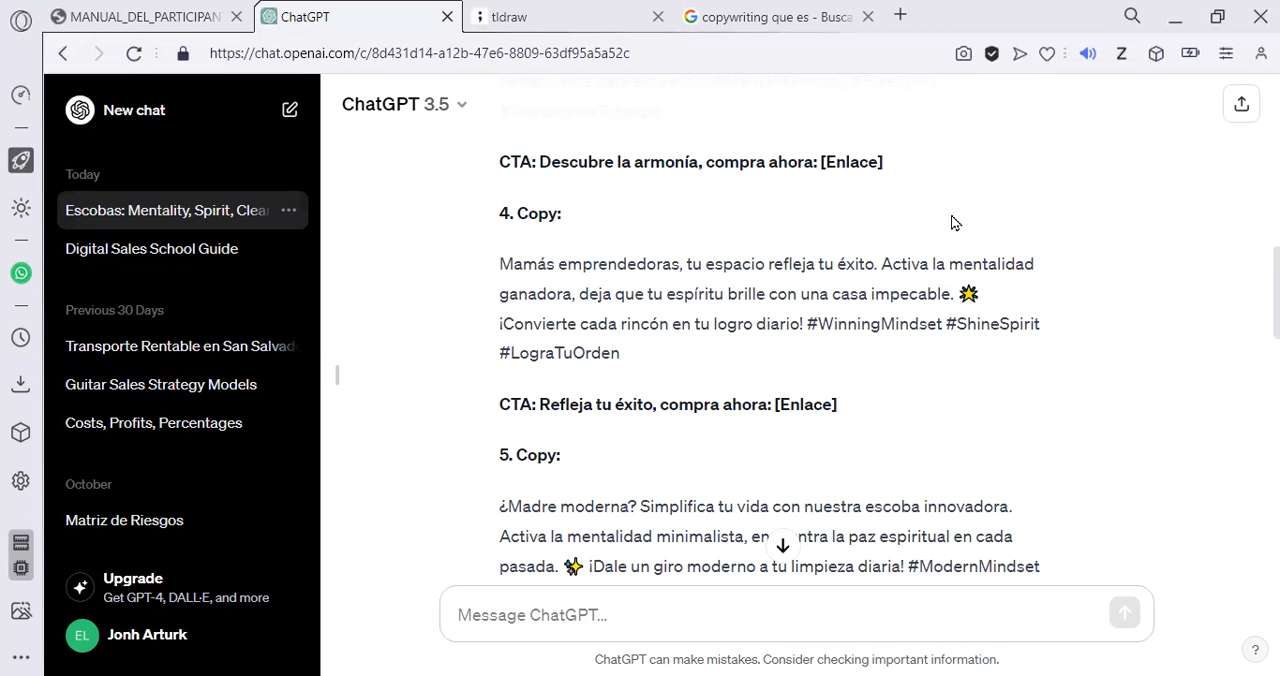 MANUAL_DEL_PARTICIPAN
ChatGPT
tldraw
copywriting que es - Busca
https://chat.openai.com/c/8d431d14-a12b-47e6-8809-63df95a5a52c
Z
New chat
Today
Escobas: Mentality, Spirit, Clea
Digital Sales School Guide
Previous 30 Days
Transporte Rentable en San Salvad
Guitar Sales Strategy Models
Costs, Profits, Percentages
October
Matriz de Riesgos
Upgrade
Get GPT-4, DALL·E, and more
EL
Jonh Arturk
ChatGPT 3.5
CTA: Descubre la armonía, compra ahora: [Enlace]
4. Copy:
Mamás emprendedoras, tu espacio refleja tu éxito. Activa la mentalidad
ganadora, deja que tu espíritu brille con una casa impecable. 🌟
¡Convierte cada rincón en tu logro diario! #WinningMindset #ShineSpirit
#LograTuOrden
CTA: Refleja tu éxito, compra ahora: [Enlace]
5. Copy:
¿Madre moderna? Simplifica tu vida con nuestra escoba innovadora.
Activa la mentalidad minimalista, encuentra la paz espiritual en cada
pasada. ✨ ¡Dale un giro moderno a tu limpieza diaria! #ModernMindset
Message ChatGPT...
ChatGPT can make mistakes. Consider checking important information.
?